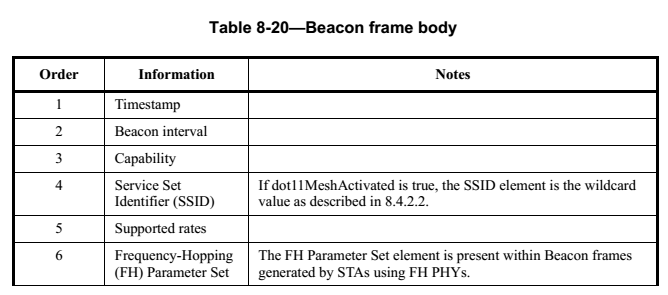 Table 8-20—Beacon frame body
Order Information Notes
1 Timestamp
2 Beacon interval
3 Capability
4 Service Set Identifier (SSID) If dot11MeshActivated is true, the SSID element is the wildcard value as described in 8.4.2.2.
5 Supported rates
6 Frequency-Hopping (FH) Parameter Set The FH Parameter Set element is present within Beacon frames generated by STAs using FH PHYs.